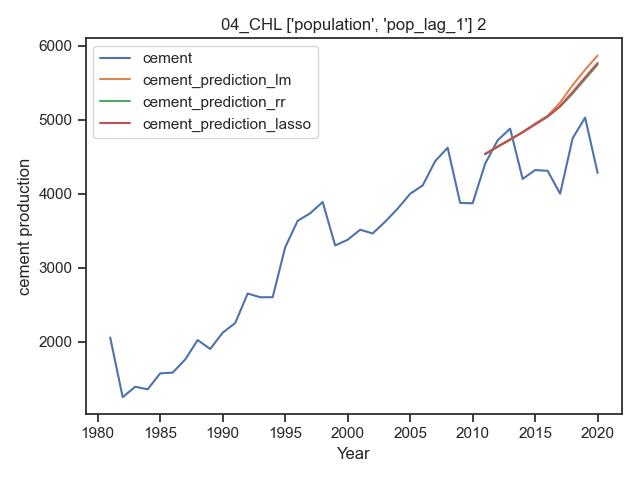 04_CHL ['population', 'pop_lag_1'] 2
6000
5000
4000
3000
2000
cement production
cement
cement_prediction_lm
cement_prediction_rr
cement_prediction_lasso
1980 1985 1990 1995 2000 2005 2010 2015 2020
Year